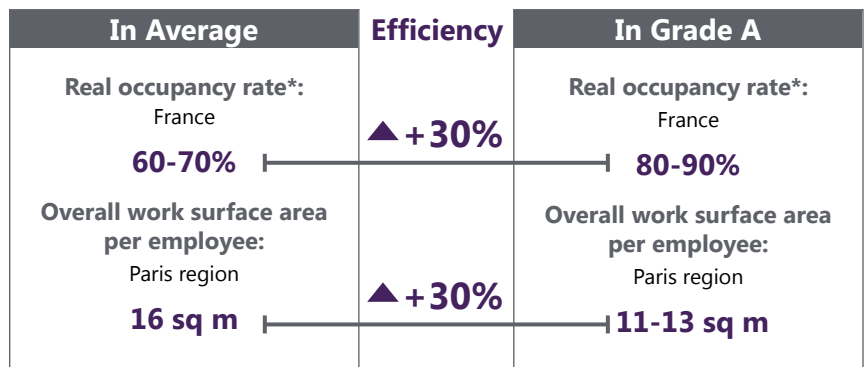 In Average
Efficiency
In Grade A
Real occupancy rate*:
France
60-70%
▲ +30%
Real occupancy rate*:
France
80-90%
Overall work surface area
per employee:
Paris region
16 sq m
▲ +30%
Overall work surface area
per employee:
Paris region
11-13 sq m